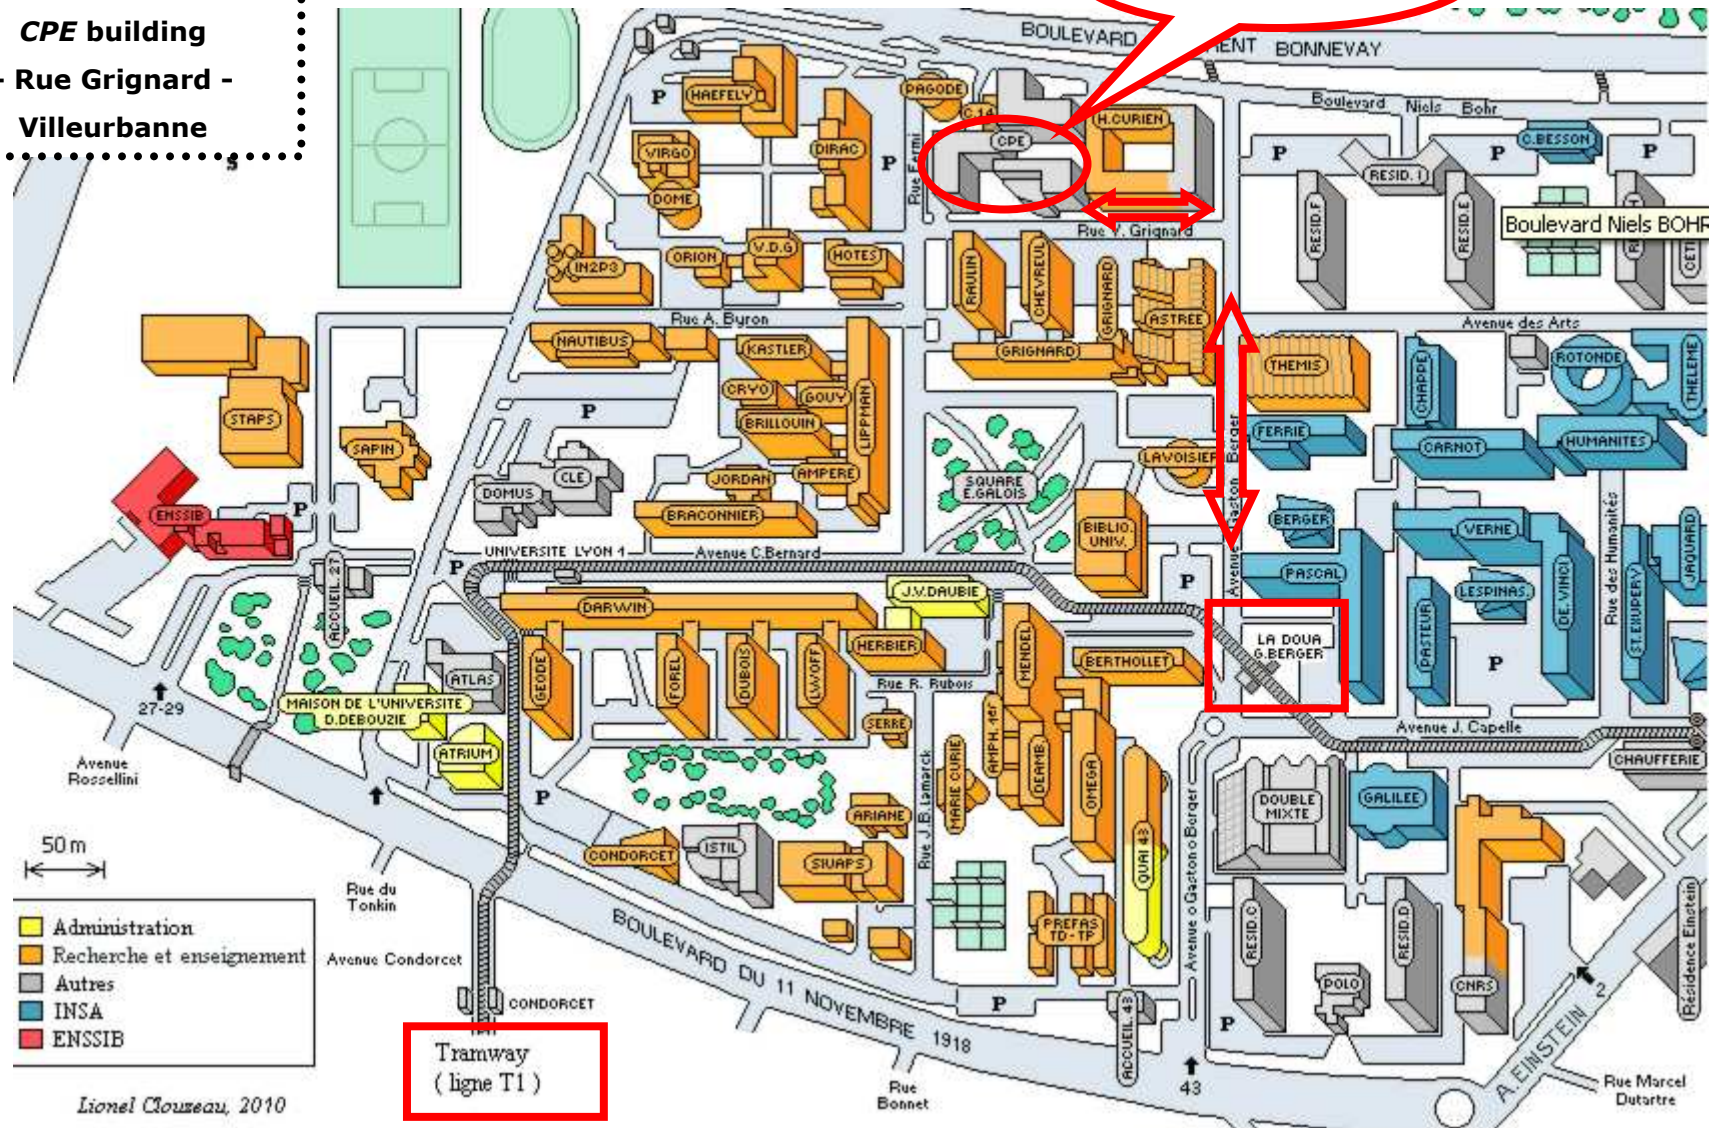 CPE building
- Rue Grignard -
Villeurbanne
BOULEVARD
ENT BONNEVAY
Boulevard Niels Bohr
HAEFELY
P
PAGODE
C.14
H.CURIEN
CPE
C.BESSON
VIRGO
DIRAC
P
Rue Fermi
P
RESID.I
P
P
DOME
RESID.F
RESID.E
Boulevard Niels BOHR
Rue V. Grignard
IN2P3
ORION
V.D.G
HOTES
RAULIN
CHEVREUL
GRIGNARD
ASTREE
CETI
Rue A. Byron
Avenue des Arts
NAUTIBUS
KASTLER
GRIGNARD
THEMIS
CHAPPE
ROTONDE
THELEME
CRYO
GOUY
LIPPMAN
P
BRILLOUIN
STAPS
SAPIN
FERRIE
CARNOT
HUMANITES
LAVOISIER
Avenue Gaston Berger
DOMUS
CLE
JORDAN
AMPERE
SQUARE
E.GALOIS
BRACONNIER
BIBLIO.
UNIV.
BERGER
VERNE
Rue des Humanités
JAQUARD
ENSSIB
P
UNIVERSITE LYON 1
Avenue C.Bernard
P
ACCUEIL 27
J.V.DAUBIE
P
PASCAL
PASTEUR
LESPINAS.
DE.VINCI
ST.EXUPERY
DARWIN
HERBIER
MENDEL
BERTHOLLET
LA DOUA
G.BERGER
P
ATLAS
GEODE
FOREL
DUBOIS
LWOFF
Rue R. Dubois
27-29
MAISON DE L'UNIVERSITE
D.DEBOUZIE
SERRE
AMPH. 16F
Avenue J. Capelle
ATRIUM
Avenue
Rossellini
P
Rue J.B.Lamarck
MARIE CURIE
DEAMB.
OMEGA
DOUBLE
MIXTE
GALILEE
CHAUFFERIE
ARIANE
50 m
CONDORCET
ISTIL
SIUAPS
QUAI 43
Avenue Gaston Berger
Rue du
Tonkin
PREFAS
TD-TP
RESID.C
RESID.D
Résidence Einstein
Administration
Recherche et enseignement
Autres
INSA
ENSSIB
Avenue Condorcet
BOULEVARD DU 11 NOVEMBRE 1918
CONDORCET
P
ACCUEIL 43
P
POLO
CNRS
A.EINSTEIN
2
Tramway
( ligne T1 )
Rue
Bonnet
43
Rue Marcel
Dutartre
Lionel Clouzeau, 2010